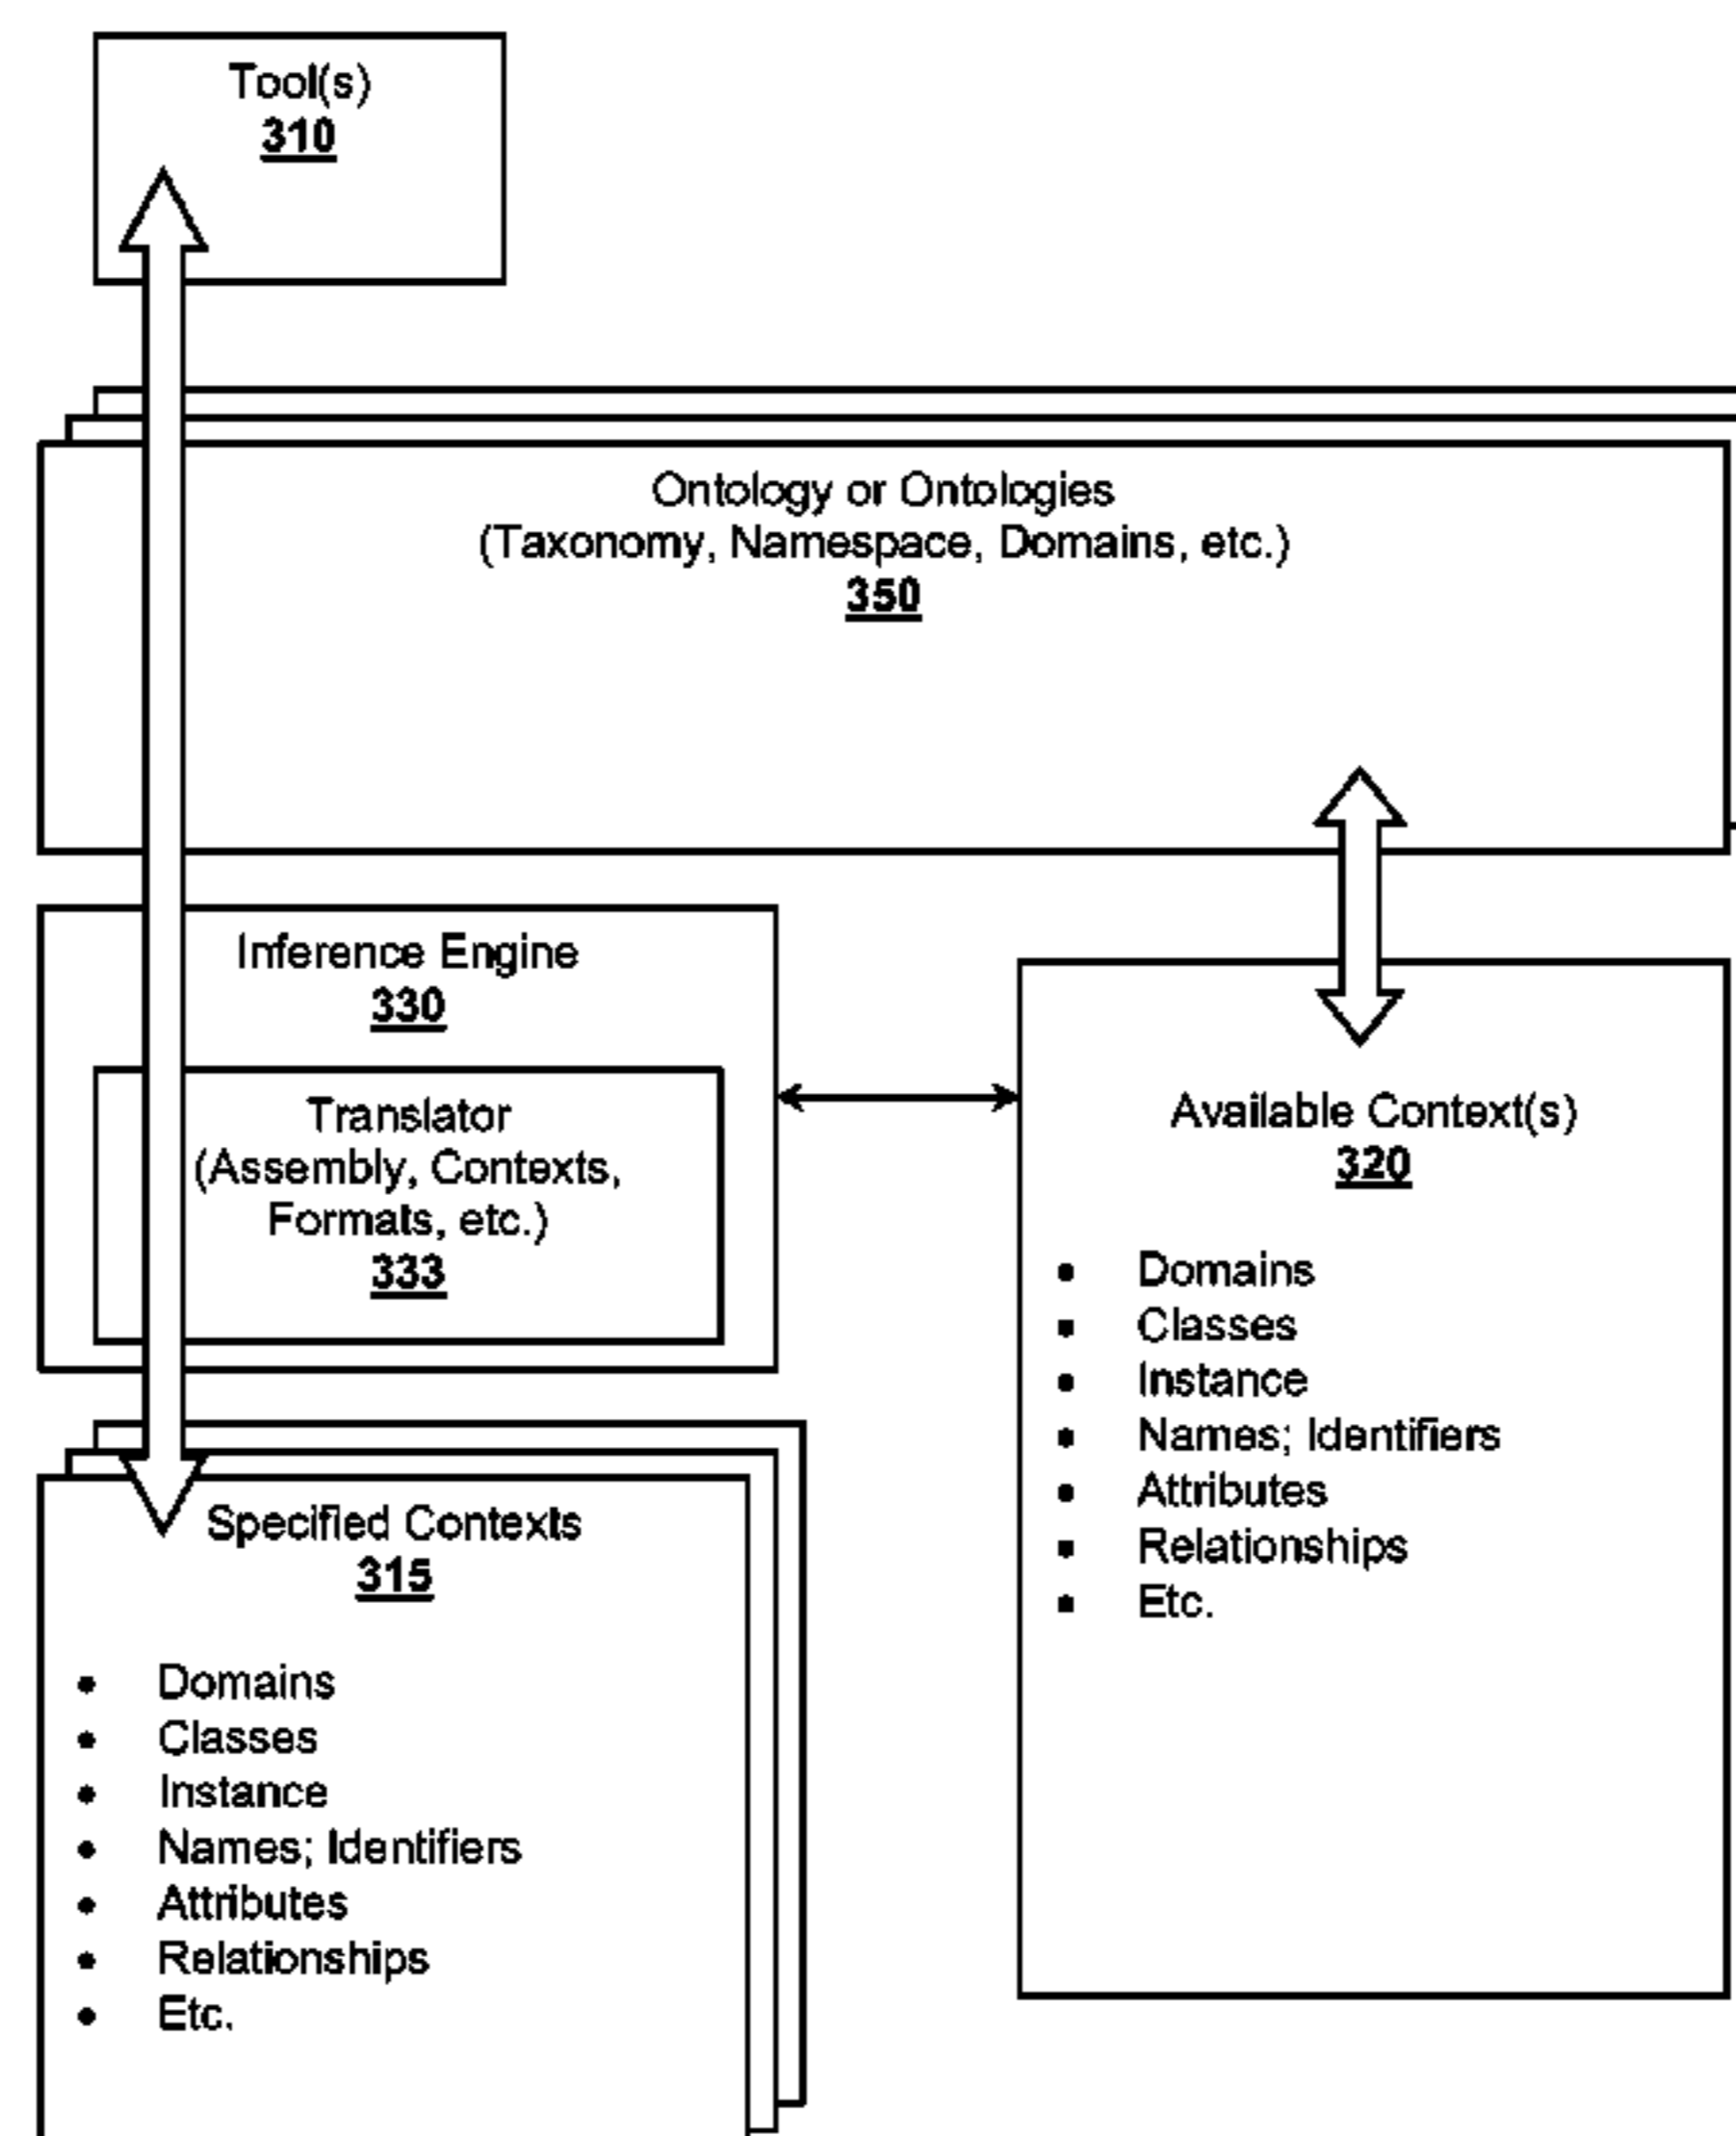 Tool(s)
310
Ontology or Ontologies
(Taxonomy, Namespace, Domains, etc.)
350
Inference Engine
330
Translator
(Assembly, Contexts,
Formats, etc.)
333
Available Context(s)
320
• Domains
• Classes
• Instance
• Names; Identifiers
• Attributes
• Relationships
• Etc.
Specified Contexts
315
• Domains
• Classes
• Instance
• Names; Identifiers
• Attributes
• Relationships
• Etc.